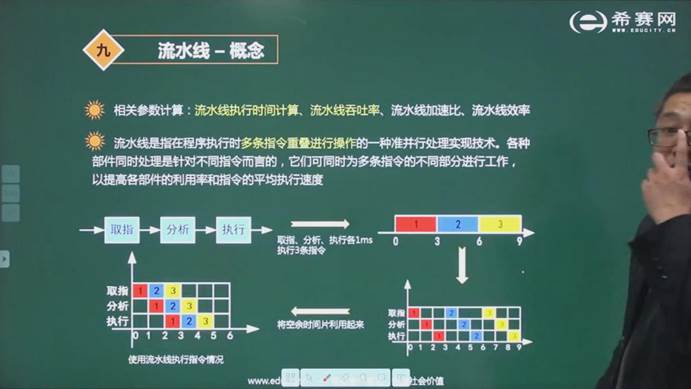 希赛网
WWW.EDUCITY.CN
九
流水线 – 概念
相关参数计算：流水线执行时间计算、流水线吞吐率、流水线加速比、流水线效率
流水线是指在程序执行时多条指令重叠进行操作的一种准并行处理实现技术。各种
部件同时处理是针对不同指令而言的，它们可同时为多条指令的不同部分进行工作，
以提高各部件的利用率和指令的平均执行速度
取指 分析 执行
取指、分析、执行各1ms
执行3条指令
1 2 3
0 3 6 9
取指 1 2 3
分析 1 2 3
执行 1 2 3
0 1 2 3 4 5 6
使用流水线执行指令情况
将空余时间片利用起来
取指 1 2 3
分析 1 2 3
执行 1 2 3
0 1 2 3 4 5 6 7 8 9
www.edu
社会价值